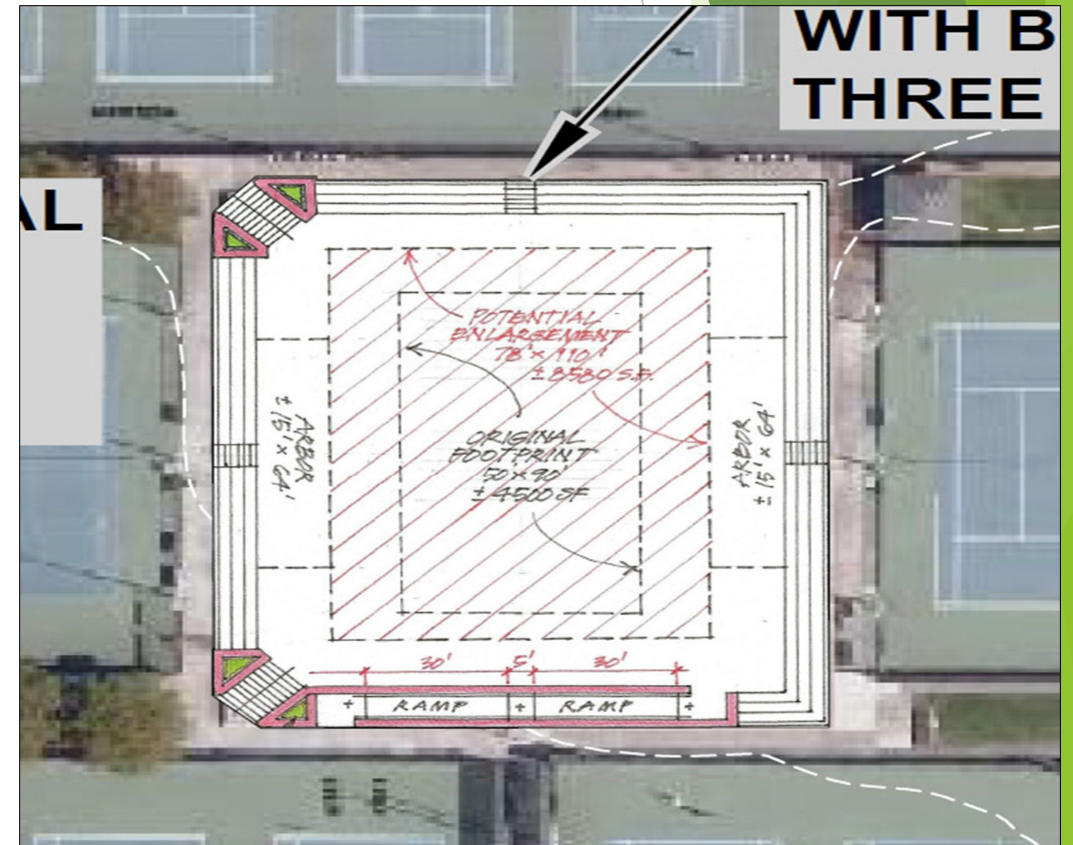 WITH B
THREE
AL
POTENTIAL
ENLARGEMENT
78' x 110'
± 8580 S.F.
ORIGINAL
FOOTPRINT
50 x 90'
± 4500 SF
ARBOR
± 15' x 64'
ARBOR
± 15' x 64'
30' 5' 30'
+ RAMP + RAMP +